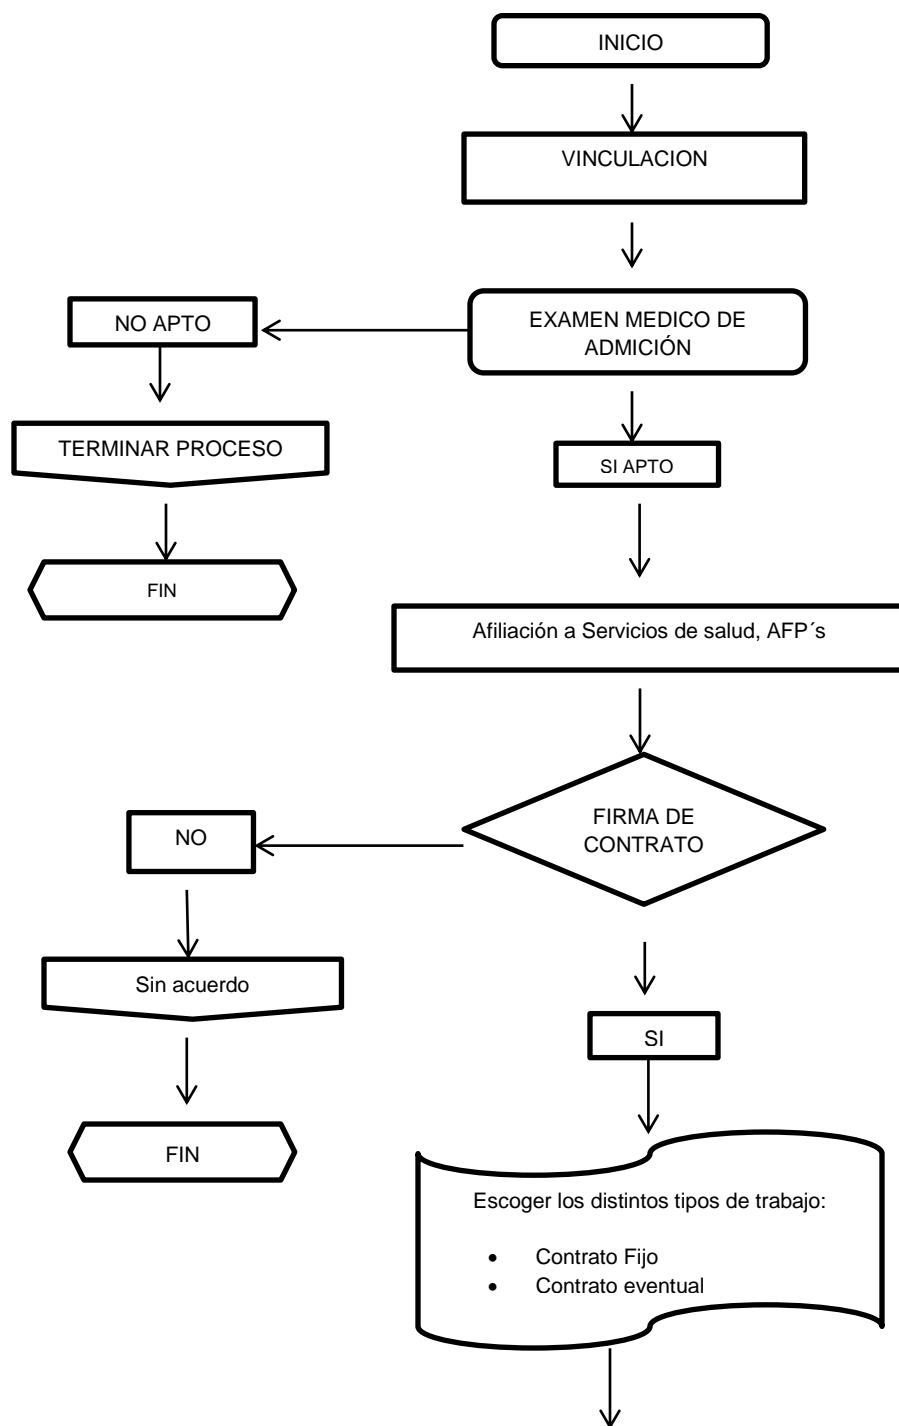 INICIO
VINCULACION
NO APTO
EXAMEN MEDICO DE
ADMICIÓN
TERMINAR PROCESO
SI APTO
FIN
Afiliación a Servicios de salud, AFP´s
FIRMA DE
CONTRATO
NO
Sin acuerdo
SI
FIN
Escoger los distintos tipos de trabajo:
• Contrato Fijo
• Contrato eventual